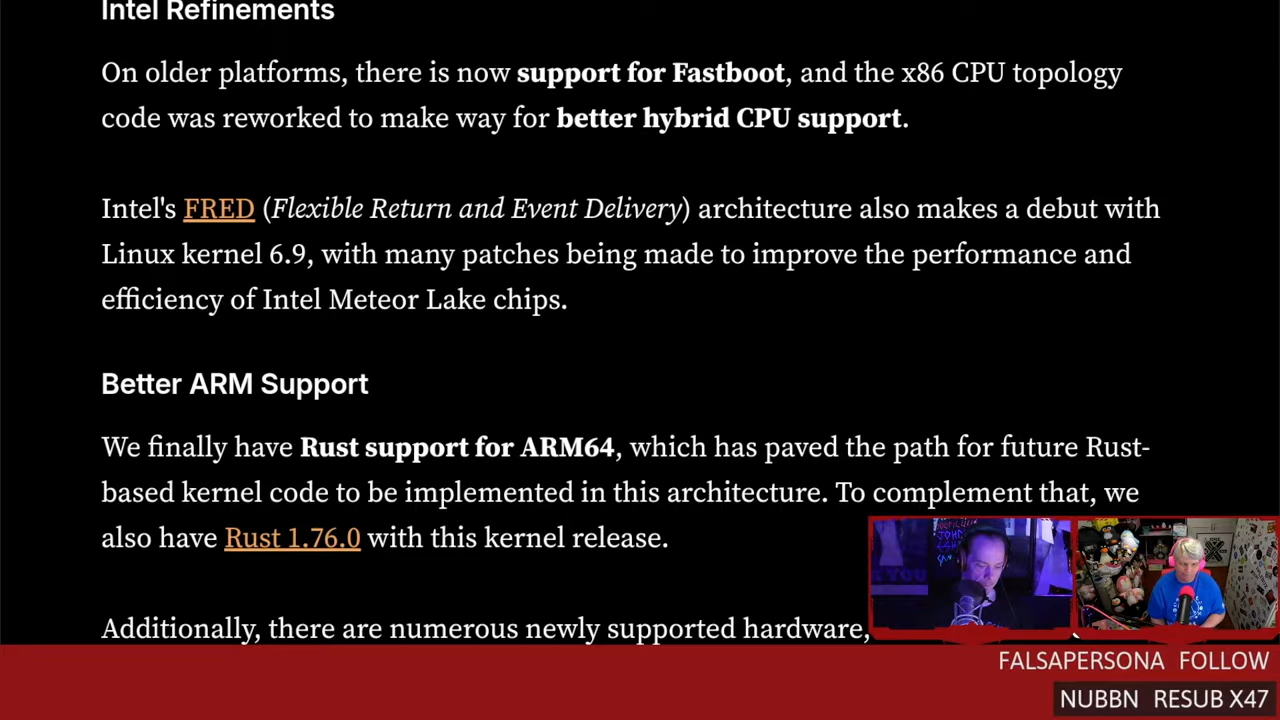 Intel Refinements
On older platforms, there is now support for Fastboot, and the x86 CPU topology
code was reworked to make way for better hybrid CPU support.
Intel's FRED (Flexible Return and Event Delivery) architecture also makes a debut with
Linux kernel 6.9, with many patches being made to improve the performance and
efficiency of Intel Meteor Lake chips.
Better ARM Support
We finally have Rust support for ARM64, which has paved the path for future Rust-
based kernel code to be implemented in this architecture. To complement that, we
also have Rust 1.76.0 with this kernel release.
Additionally, there are numerous newly supported hardware,
FALSAPERSONA FOLLOW
NUBBN RESUB X47